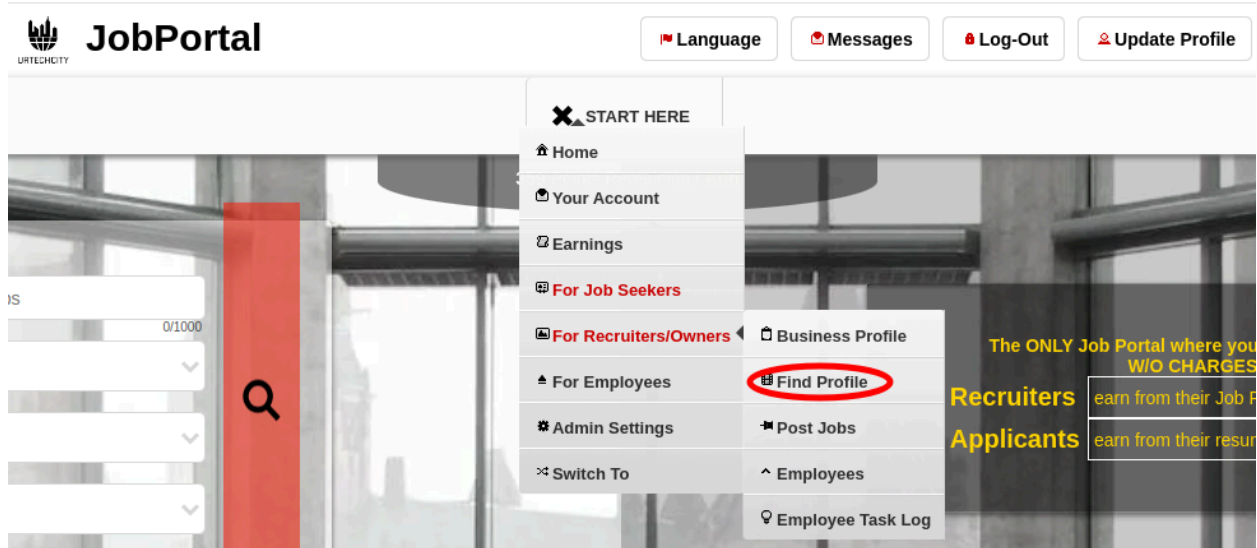 JobPortal
URTECHCITY
Language
Messages
Log-Out
Update Profile
START HERE
Home
Your Account
Earnings
For Job Seekers
For Recruiters/Owners
For Employees
Admin Settings
Switch To
Business Profile
Find Profile
Post Jobs
Employees
Employee Task Log
0/1000
The ONLY Job Portal where you
W/O CHARGES
Recruiters earn from their Job
Applicants earn from their